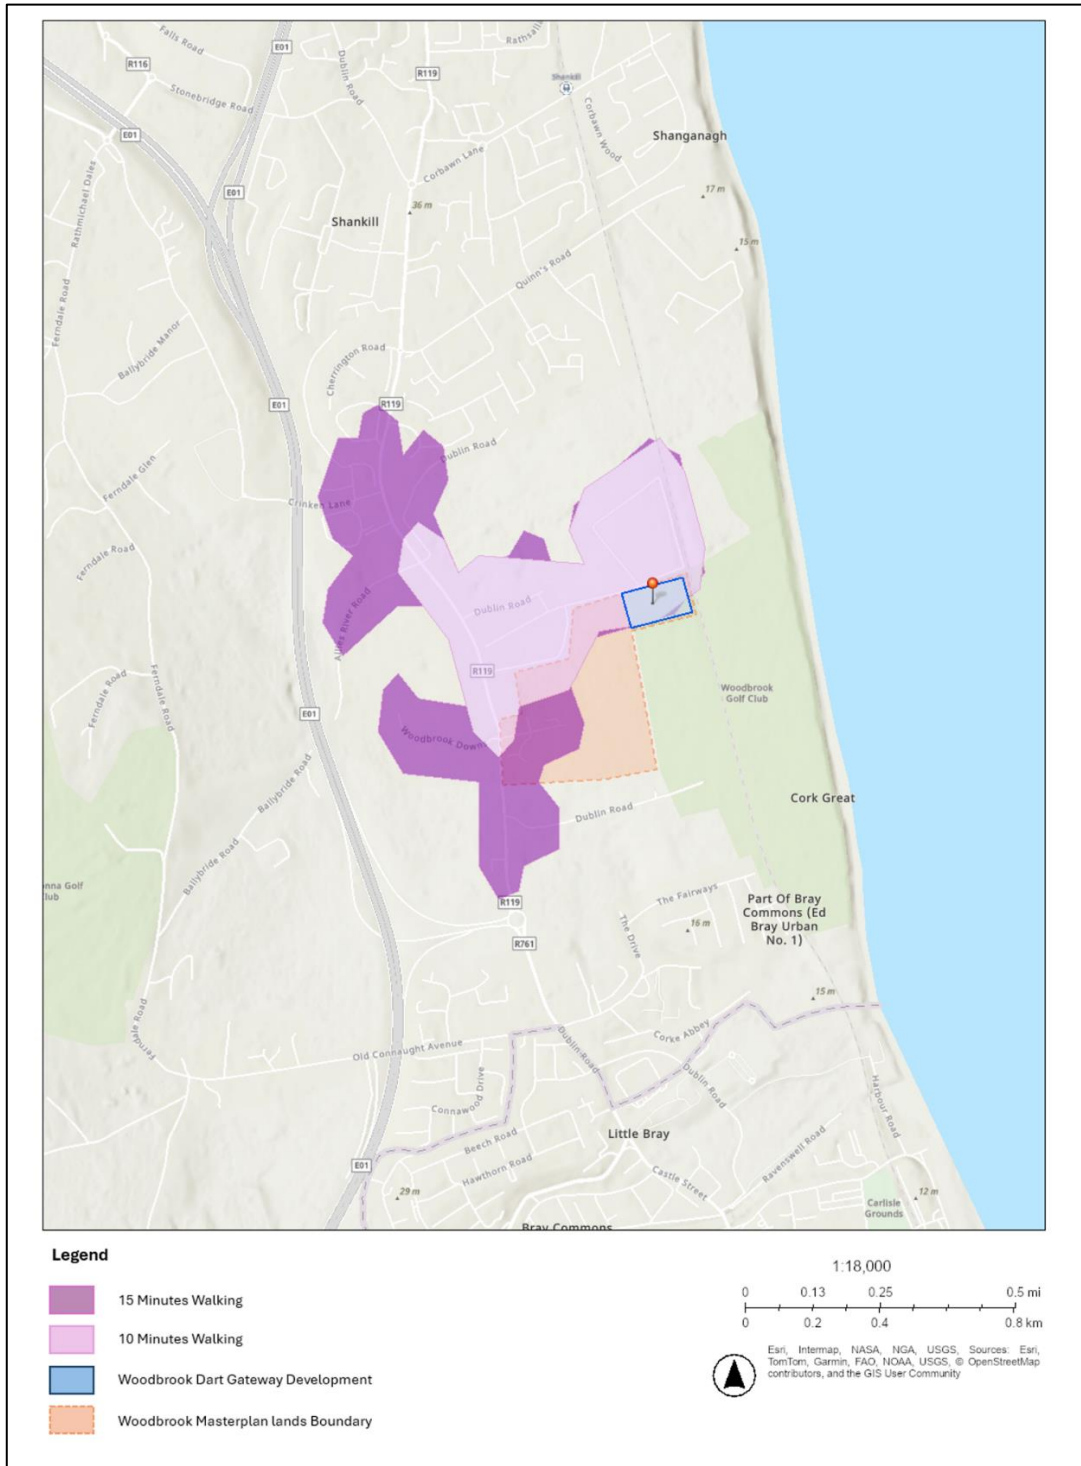 Falls Road
E01
R116
Dublin Road
R119
Stonebridge Road
Shankill
Corbawn Wood
E01
Shanganagh
Corbawn Lane
E01
17 m
Rathmichael Dales
36 m
Shankill
15 m
Quinn's Road
Ferndale Road
Ballybride Manor
Cherrington Road
E01
R119
Dublin Road
Ferndale Glen
Crinken Lane
Ferndale Road
Dublin Road
Allies River Road
R119
Ferndale Road
Ferndale Road
Woodbrook
Golf Club
E01
Woodbrook Downs
Ballybride Road
Cork Great
Dublin Road
Ballybride Road
nna Golf
lub
The Fairways
R119
Part Of Bray
Commons (Ed
Bray Urban
No. 1)
The Drive
16 m
R761
15 m
Ferndale Road
Corke Abbey
Old Connaught Avenue
Dublin Road
Dublin Road
Connawood Drive
Harbour Road
Little Bray
Beech Road
Ravenswell Road
E01
Hawthorn Road
Castle Street
29 m
12 m
Carlisle
Grounds
Bray Commons
Legend
15 Minutes Walking
10 Minutes Walking
Woodbrook Dart Gateway Development
Woodbrook Masterplan lands Boundary
1:18,000
0 0.13 0.25 0.5 mi
0 0.2 0.4 0.8 km
Esri, Intermap, NASA, NGA, USGS, Sources: Esri,
TomTom, Garmin, FAO, NOAA, USGS, © OpenStreetMap
contributors, and the GIS User Community